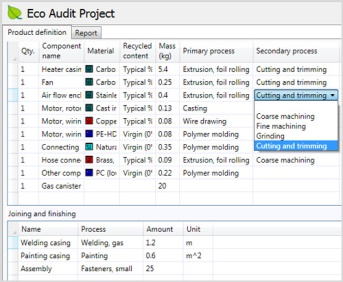 Eco Audit Project
Product definition Report
Qty. Component name Material Recycled content Mass (kg) Primary process Secondary process
1 Heater casin Carbo Typical % 5.4 Extrusion, foil rolling Cutting and trimming
1 Fan Carbo Typical % 0.25 Extrusion, foil rolling Cutting and trimming
1 Air flow encl Stainle Typical % 0.4 Extrusion, foil rolling Cutting and trimming
1 Motor, rotor Cast ir Typical % 0.13 Casting
Coarse machining
1 Motor, wirin Coppe Typical % 0.08 Wire drawing
Fine machining
1 Motor, wirin PE-HD Virgin (0% 0.08 Polymer molding
Grinding
1 Connecting Natura Virgin (0% 0.35 Polymer molding
Cutting and trimming
1 Hose connec Brass, Typical % 0.09 Extrusion, foil rolling Coarse machining
1 Other comp PC (lo Virgin (0% 0.22 Polymer molding
1 Gas canister 20
Joining and finishing
Name Process Amount Unit
Welding casing Welding, gas 1.2 m
Painting casing Painting 0.6 m^2
Assembly Fasteners, small 25